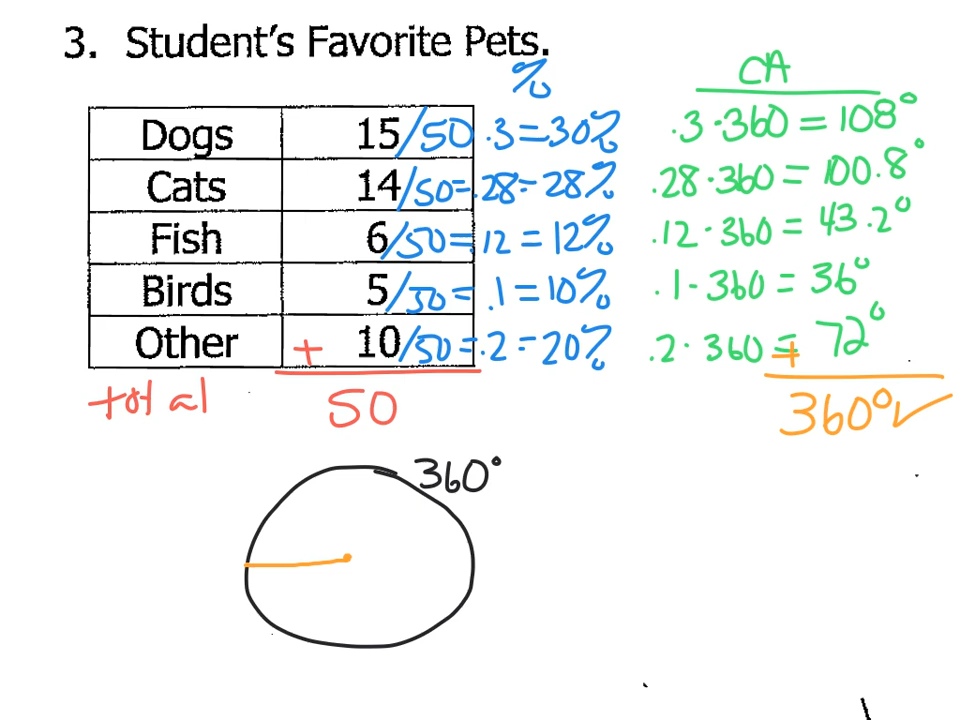 3. Student's Favorite Pets.
% CA
Dogs 15/50 .3 = 30% .3 · 360 = 108°
Cats 14/50 = .28 = 28% .28 · 360 = 100.8°
Fish 6/50 = 12 = 12% .12 · 360 = 43.2°
Birds 5/50 = .1 = 10% .1 - 360 = 36°
Other + 10/50 = .2 = 20% .2 · 360 = + 72°
total 50 360° ✓
360°